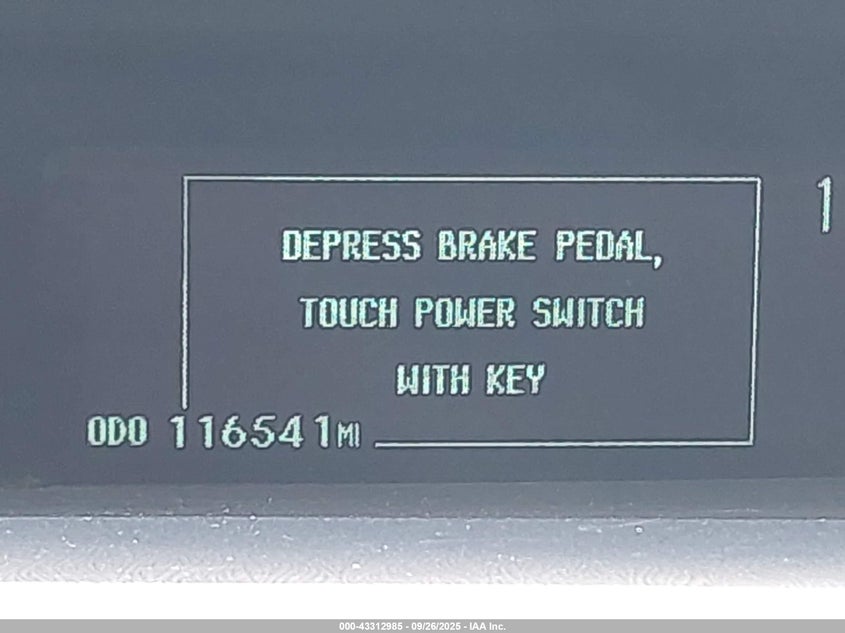 DEPRESS BRAKE PEDAL,
TOUCH POWER SWITCH
WITH KEY
1
ODO 116541MI
000-43312985 - 09/26/2025 - IAA Inc.